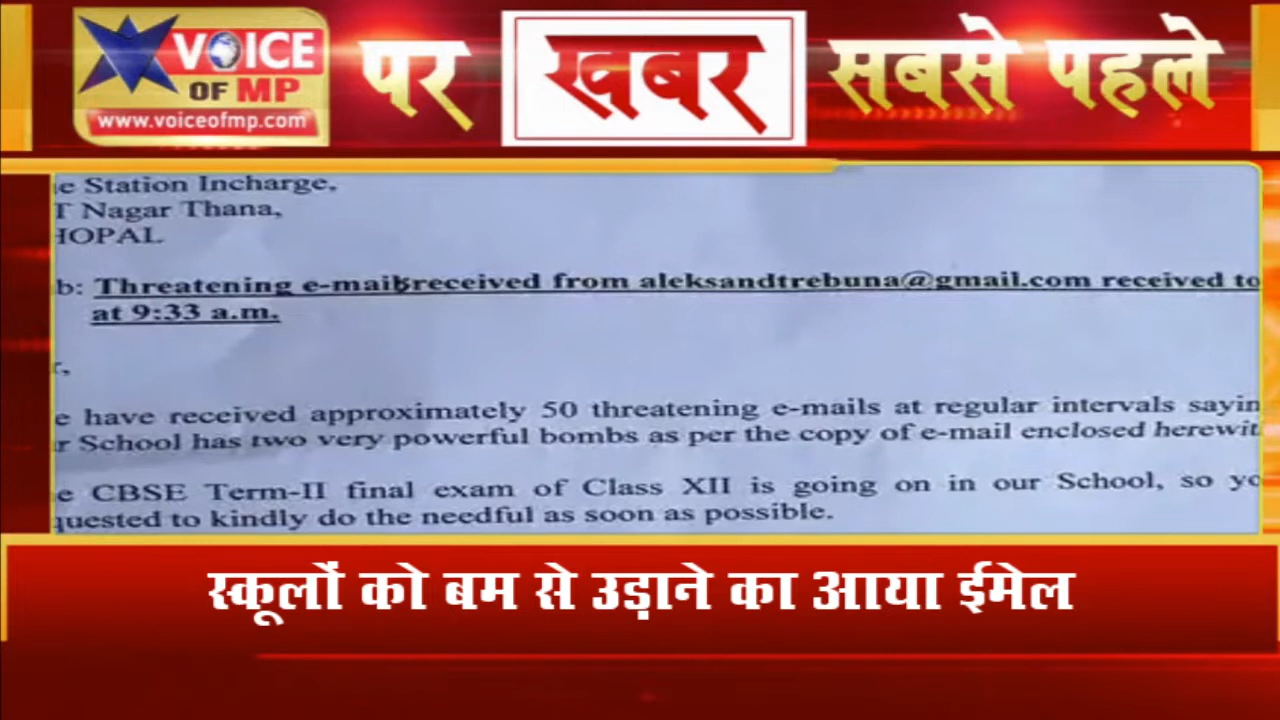 VOICE OF MP
www.voiceofmp.com
पर खबर सबसे पहले
e Station Incharge,
T Nagar Thana,
HOPAL
b: Threatening e-mail received from aleksandtrebuna@gmail.com received to
at 9:33 a.m.
r,
e have received approximately 50 threatening e-mails at regular intervals sayin
r School has two very powerful bombs as per the copy of e-mail enclosed herewit
e CBSE Term-II final exam of Class XII is going on in our School, so yo
quested to kindly do the needful as soon as possible.
स्कूलों को बम से उड़ाने का आया ईमेल